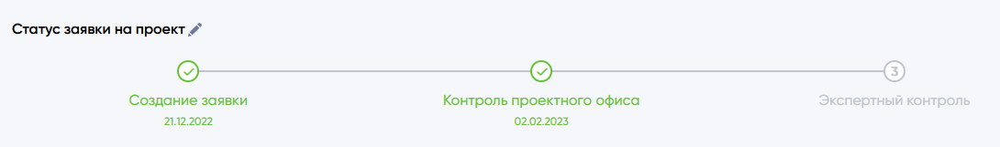 Статус заявки на проект
3
Создание заявки
Контроль проектного офиса
Экспертный контроль
21.12.2022
02.02.2023